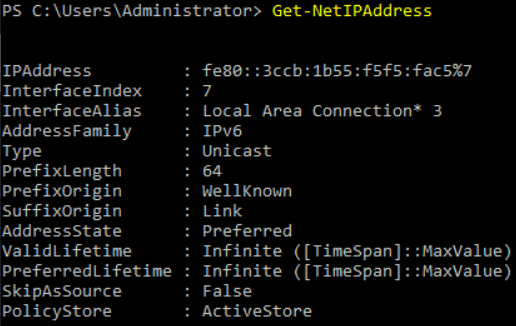 PS C:\Users\Administrator> Get-NetIPAddress
IPAddress : fe80::3ccb:1b55:f5f5:fac5%7
InterfaceIndex : 7
InterfaceAlias : Local Area Connection* 3
AddressFamily : IPv6
Type : Unicast
PrefixLength : 64
PrefixOrigin : WellKnown
SuffixOrigin : Link
AddressState : Preferred
ValidLifetime : Infinite ([TimeSpan]::MaxValue)
PreferredLifetime : Infinite ([TimeSpan]::MaxValue)
SkipAsSource : False
PolicyStore : ActiveStore